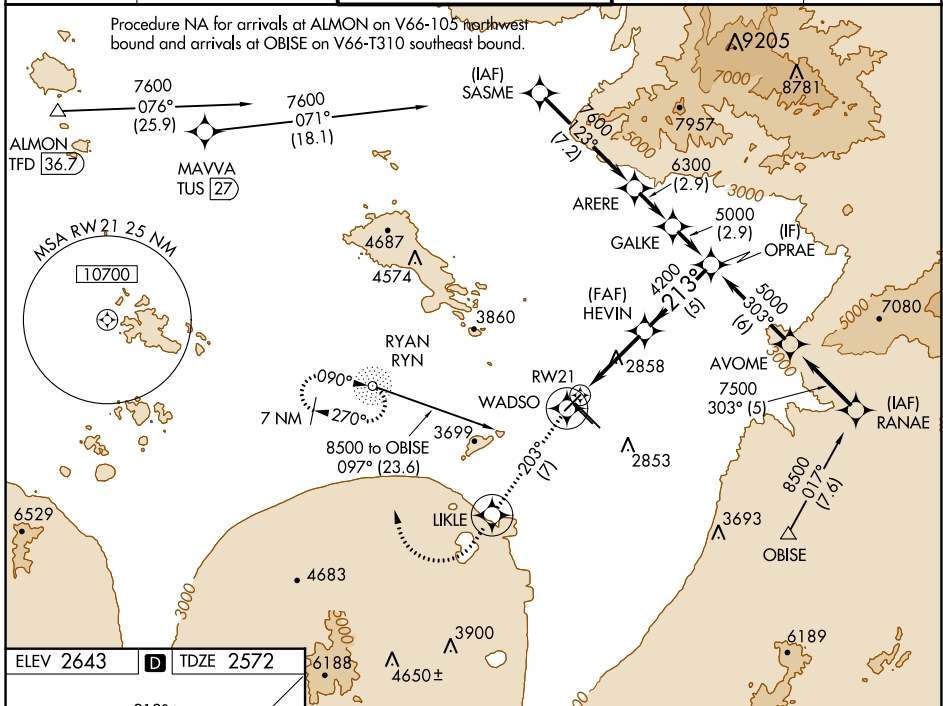 Procedure NA for arrivals at ALMON on V66-105 northwest
bound and arrivals at OBISE on V66-T310 southeast bound.
9205
8781
7000
7957
5000
3000
(IAF)
SASME
7600
076°
(25.9)
7600
071°
(18.1)
ALMON
TFD 36.7
MAVVA
TUS 27
600
123°
(7.2)
6300
(2.9)
ARERE
5000
(2.9)
GALKE
(IF)
OPRAE
MSA RW21 25 NM
10700
4687
4574
3860
4200
213°
(5)
(FAF)
HEVIN
5000
303°
(6)
5000
7080
AVOME
3000
RYAN
RYN
090°
270°
7 NM
2858
RW21
WADSO
7500
303° (5)
(IAF)
RANAE
8500 to OBISE
097° (23.6)
3699
2853
203°
(7)
8500
017°
(7.6)
6529
LIKLE
3693
OBISE
4683
3000
5000
3900
6189
ELEV 2643 D TDZE 2572
6188
4650±
3000